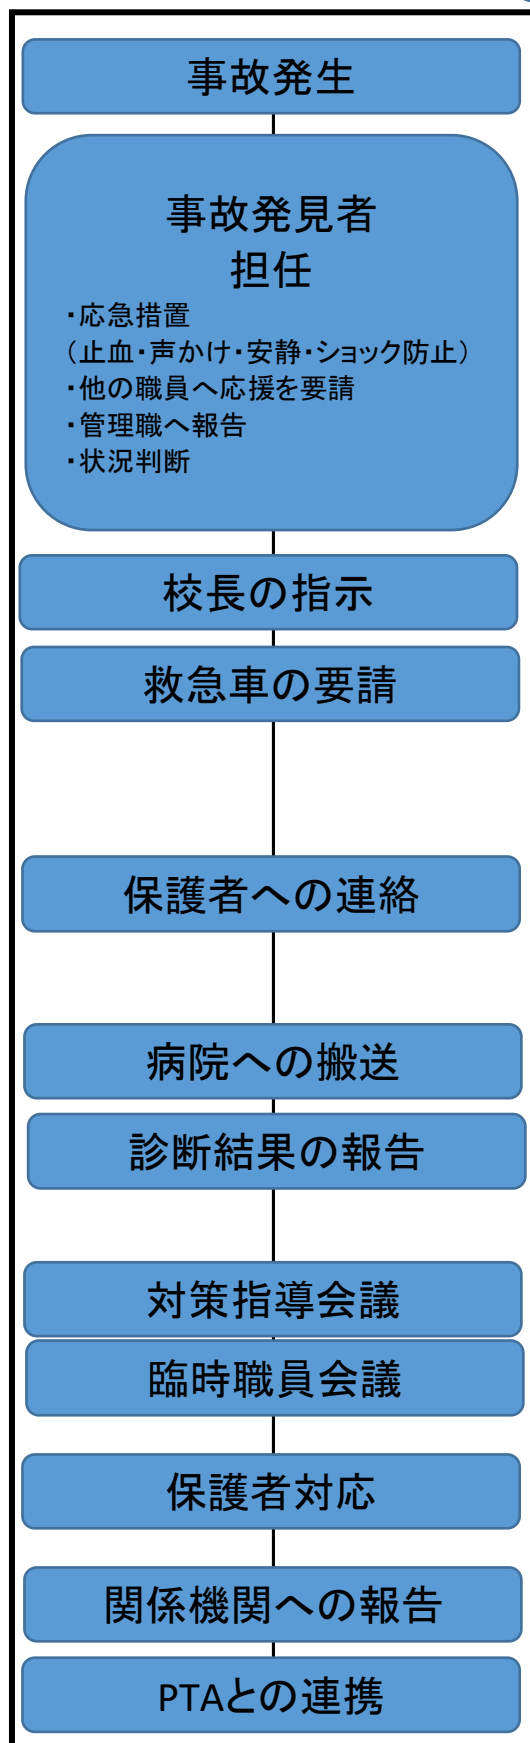 事故発生
事故発見者
担任
・応急措置
（止血・声かけ・安静・ショック防止）
・他の職員へ応援を要請
・管理職へ報告
・状況判断
校長の指示
救急車の要請
保護者への連絡
病院への搬送
診断結果の報告
対策指導会議
臨時職員会議
保護者対応
関係機関への報告
PTAとの連携